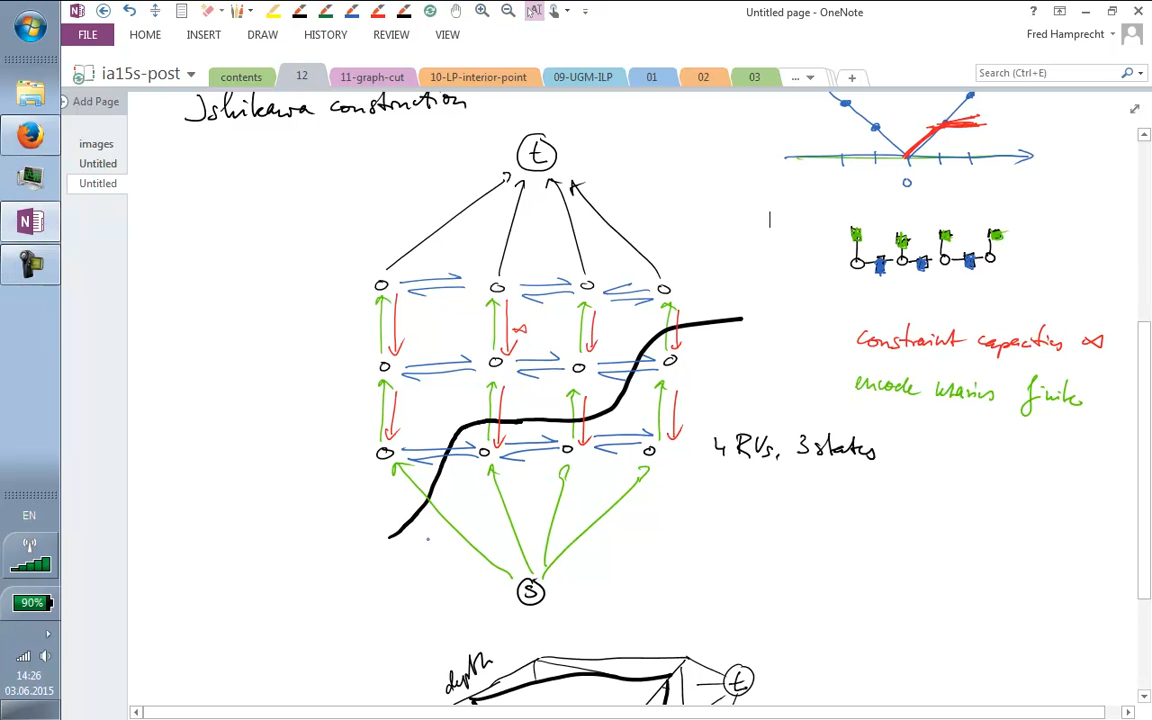 Untitled page - OneNote
FILE HOME INSERT DRAW HISTORY REVIEW VIEW
Fred Hamprecht
ia15s-post contents 12 11-graph-cut 10-LP-interior-point 09-UGM-ILP 01 02 03 ...
Search (Ctrl+E)
Add Page
images
Untitled
Untitled
Ishikawa construction
t
0
∞
constraint capacities ∞
encode unaries finite
4 RVs, 3 states
s
depth
t
EN
90%
14:26
03.06.2015